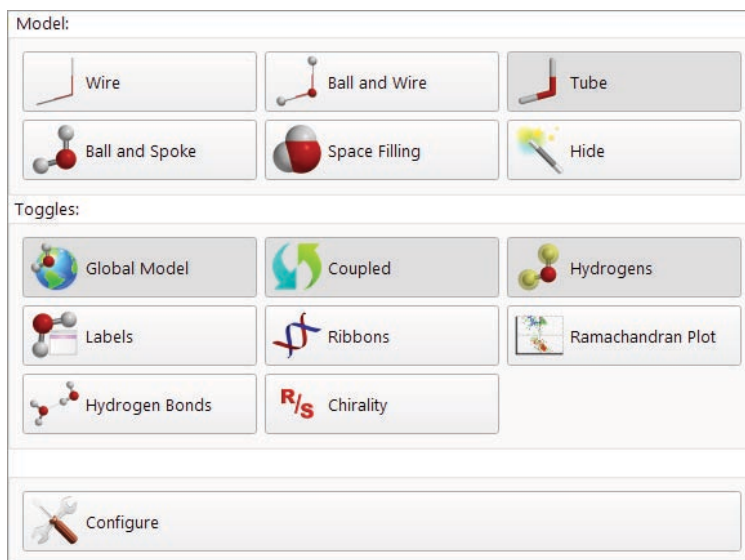 Model:
Wire
Ball and Wire
Tube
Ball and Spoke
Space Filling
Hide
Toggles:
Global Model
Coupled
Hydrogens
Labels
Ribbons
Ramachandran Plot
Hydrogen Bonds
R/S
Chirality
Configure